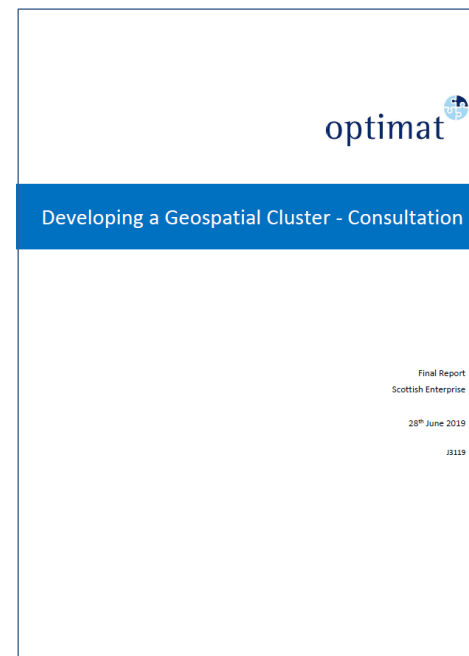 optimat
Developing a Geospatial Cluster - Consultation
Final Report
Scottish Enterprise
28th June 2019
J3119